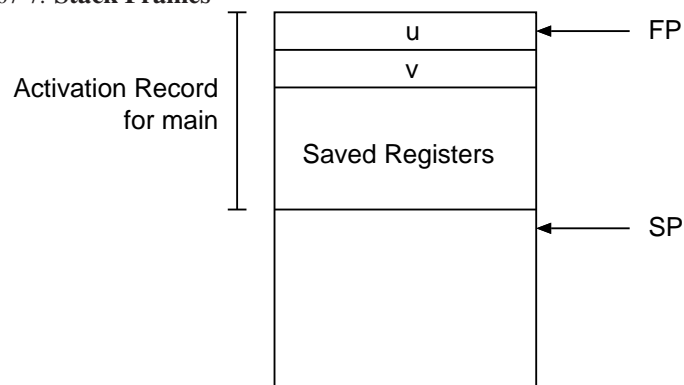 Stack Frames
u
FP
v
Activation Record
for main
Saved Registers
SP